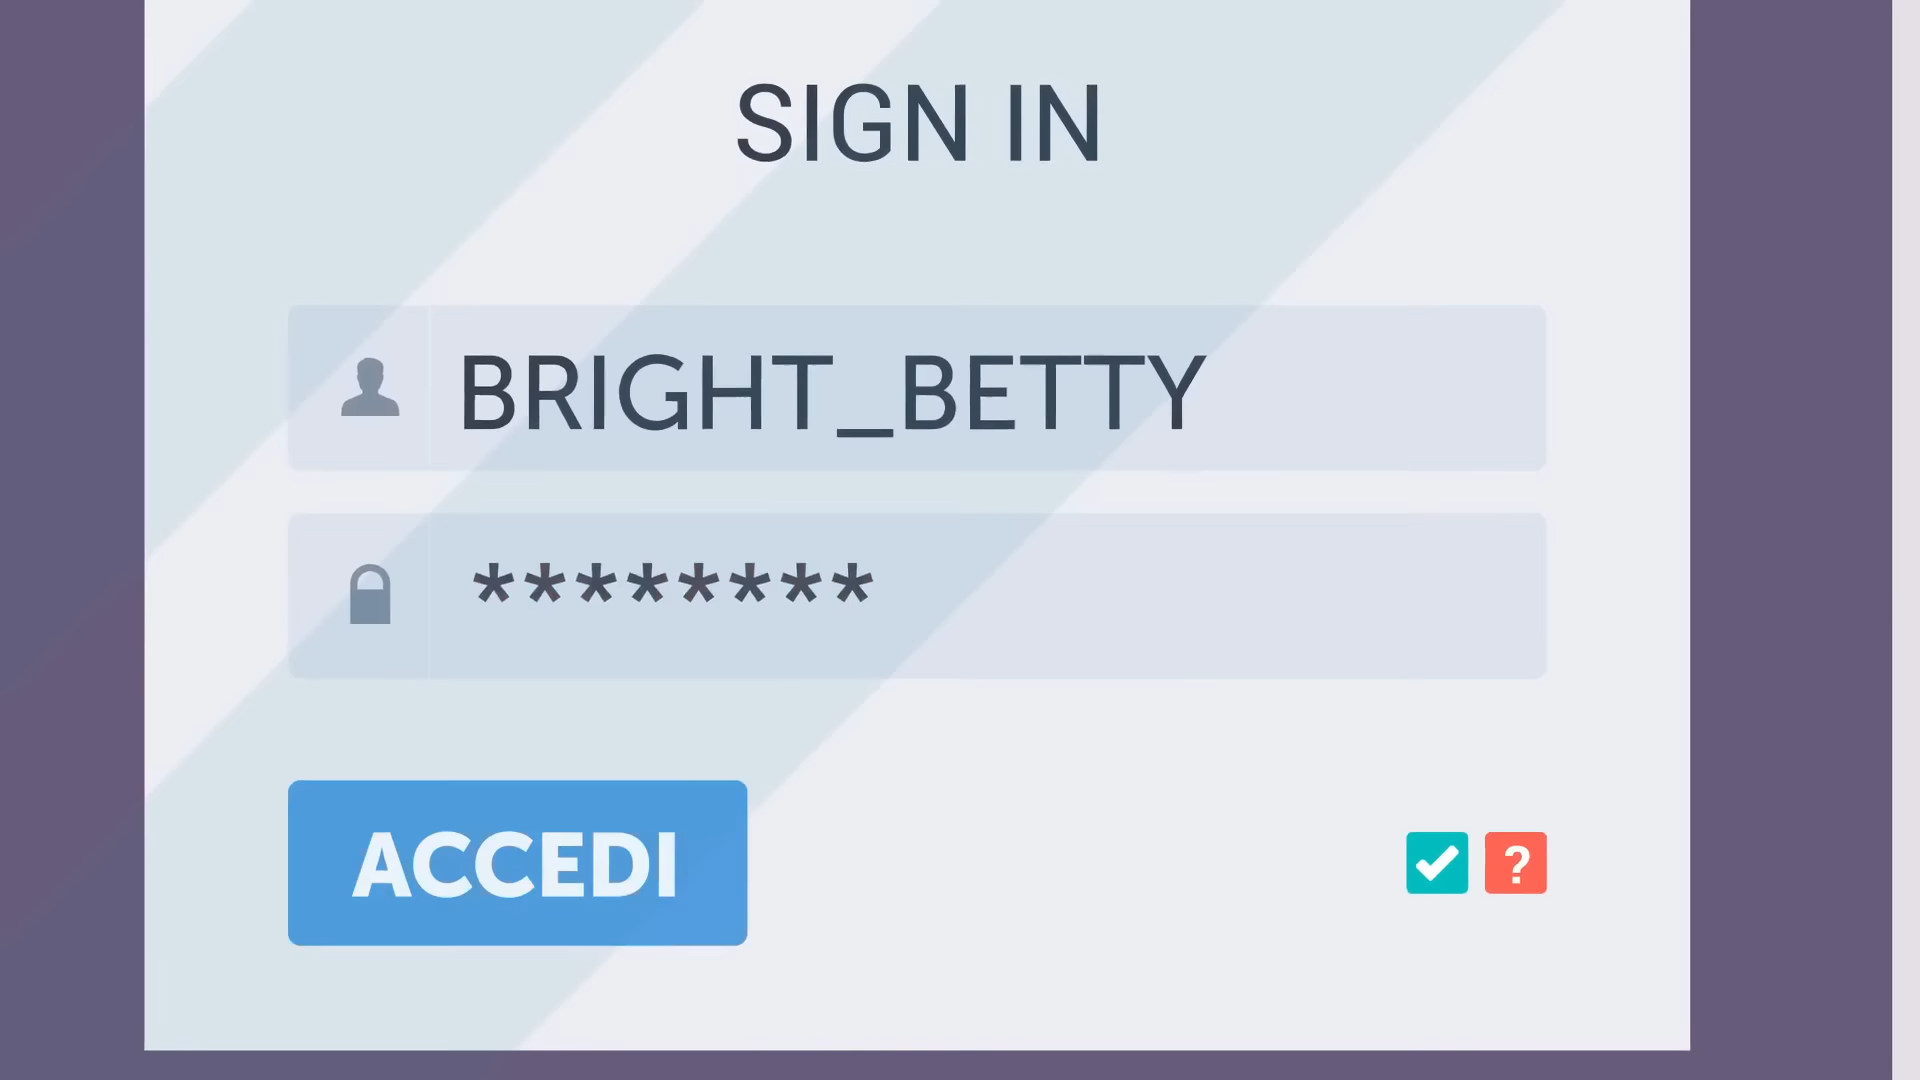 SIGN IN
BRIGHT_BETTY
********
ACCEDI
?